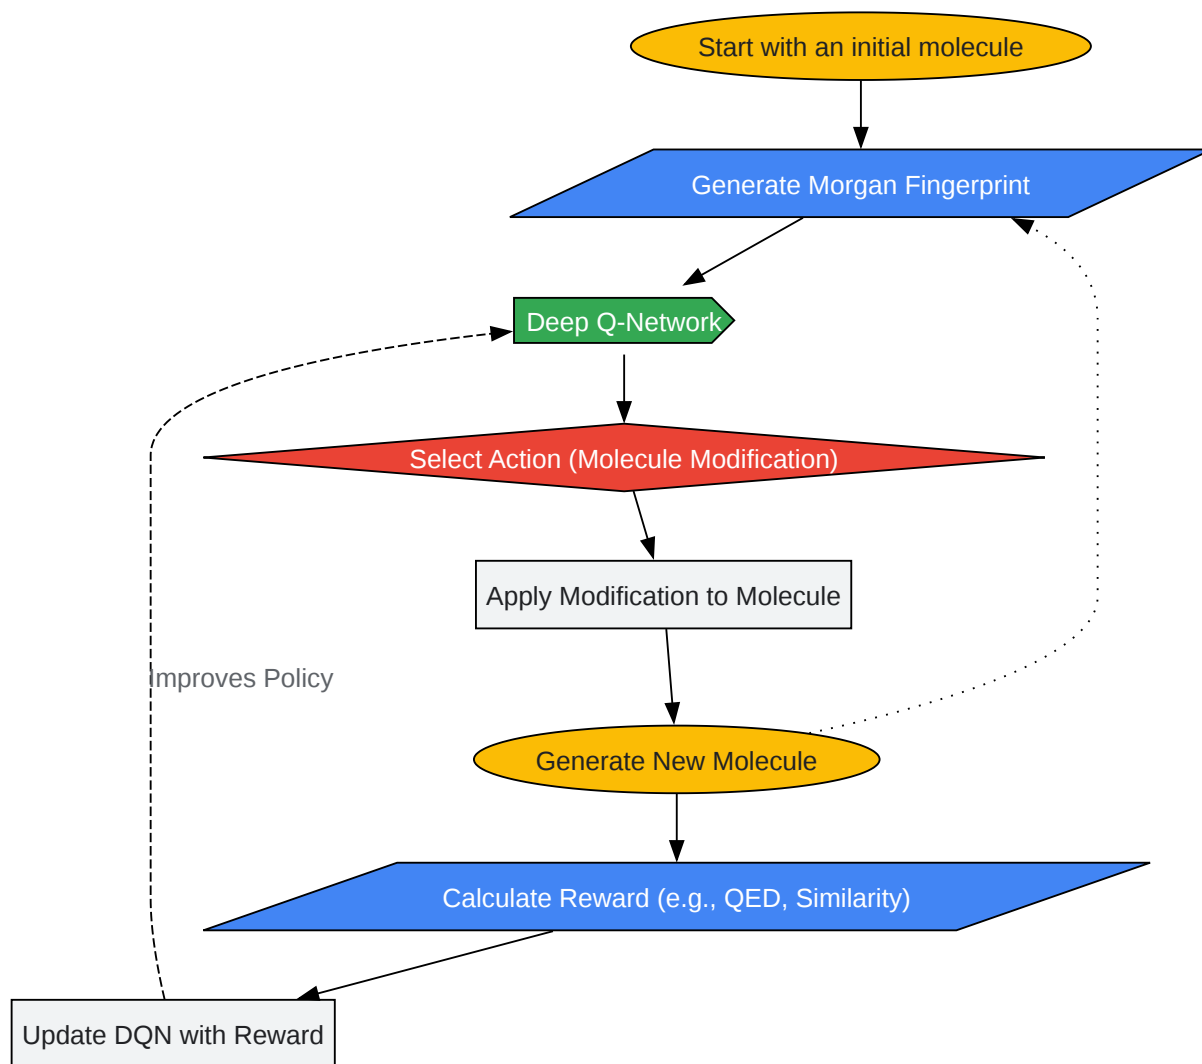 Start with an initial molecule
Generate Morgan Fingerprint
Deep Q-Network
Select Action (Molecule Modification)
Apply Modification to Molecule
Improves Policy
Generate New Molecule
Calculate Reward (e.g., QED, Similarity)
Update DQN with Reward